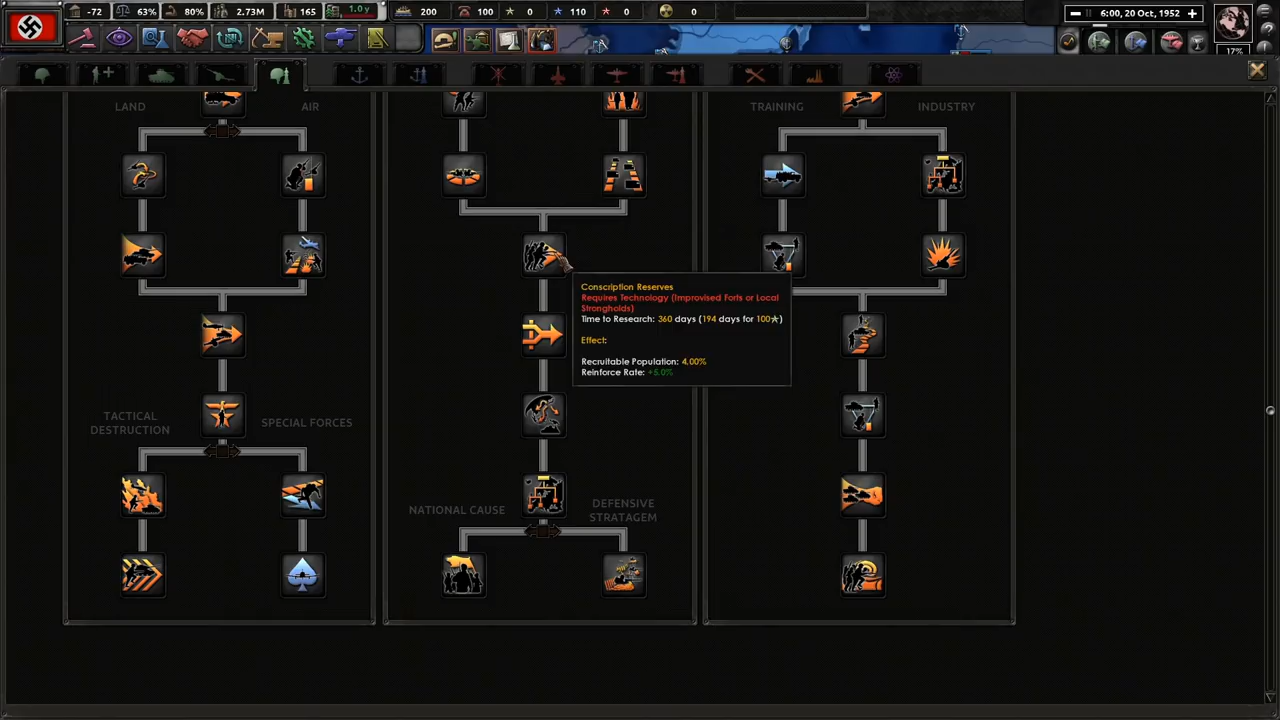 -72 63% 80% 2.73M 165 1.0 y 200 100 0 110 0 0 6:00, 20 Oct, 1952
17%
LAND AIR TRAINING INDUSTRY
Conscription Reserves
Requires Technology (Improvised Forts or Local
Strongholds)
Time to Research: 360 days (194 days for 100)
Effect:
Recruitable Population: 4.00%
Reinforce Rate: +5.0%
TACTICAL
DESTRUCTION
SPECIAL FORCES
NATIONAL CAUSE
DEFENSIVE
STRATAGEM